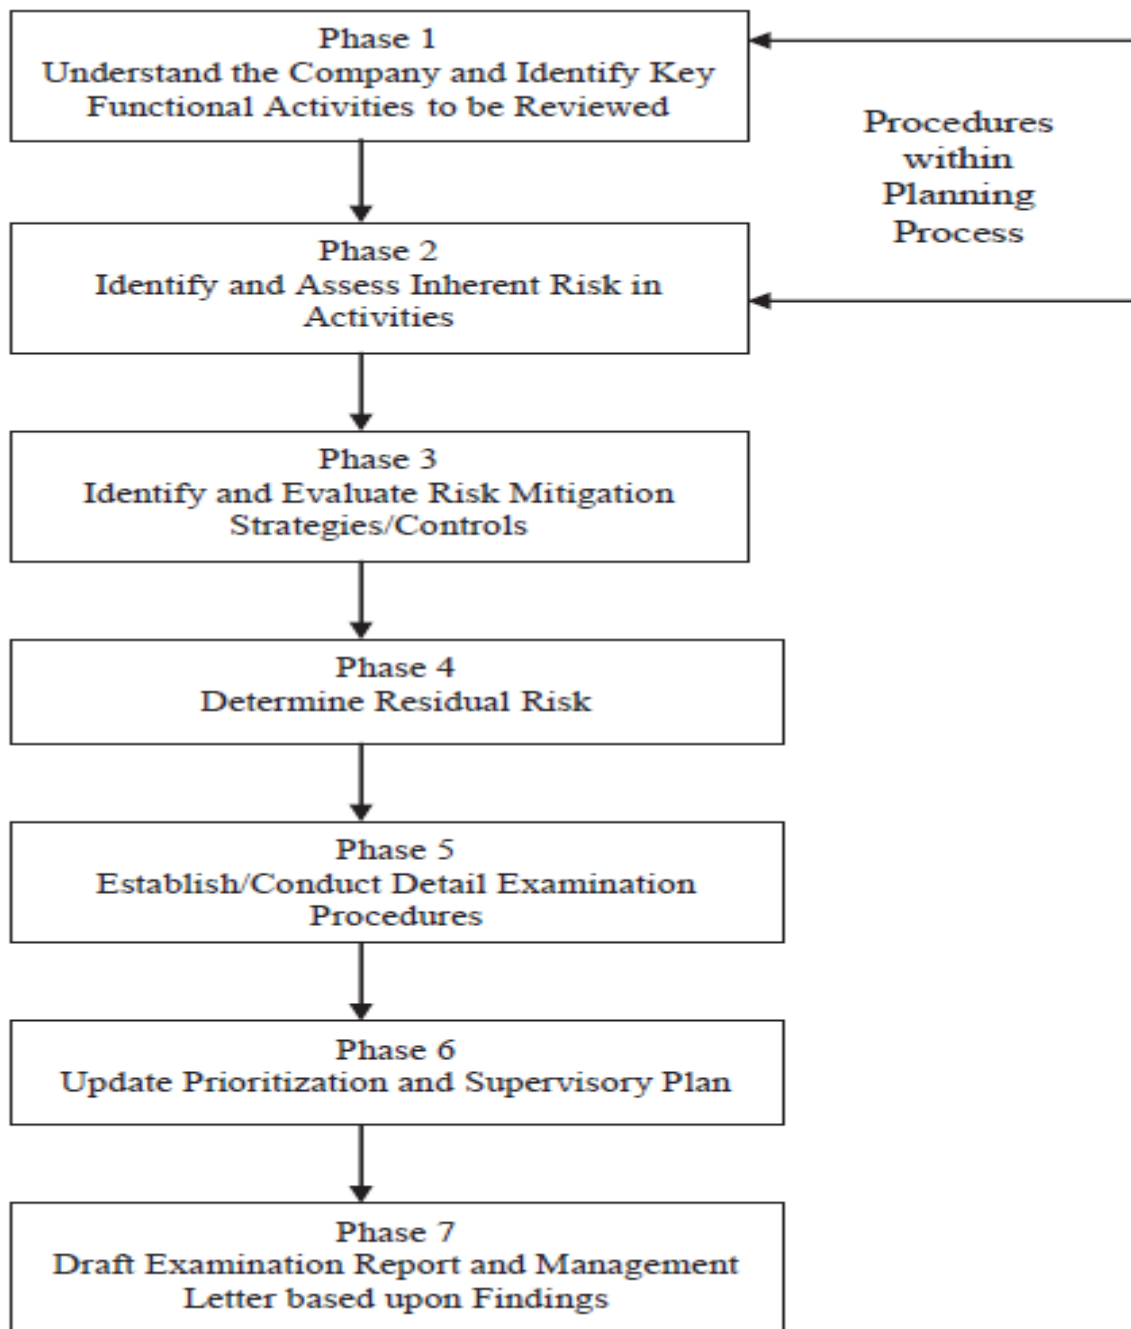 Phase 1
Understand the Company and Identify Key
Functional Activities to be Reviewed
Procedures
within
Planning
Process
Phase 2
Identify and Assess Inherent Risk in
Activities
Phase 3
Identify and Evaluate Risk Mitigation
Strategies/Controls
Phase 4
Determine Residual Risk
Phase 5
Establish/Conduct Detail Examination
Procedures
Phase 6
Update Prioritization and Supervisory Plan
Phase 7
Draft Examination Report and Management
Letter based upon Findings